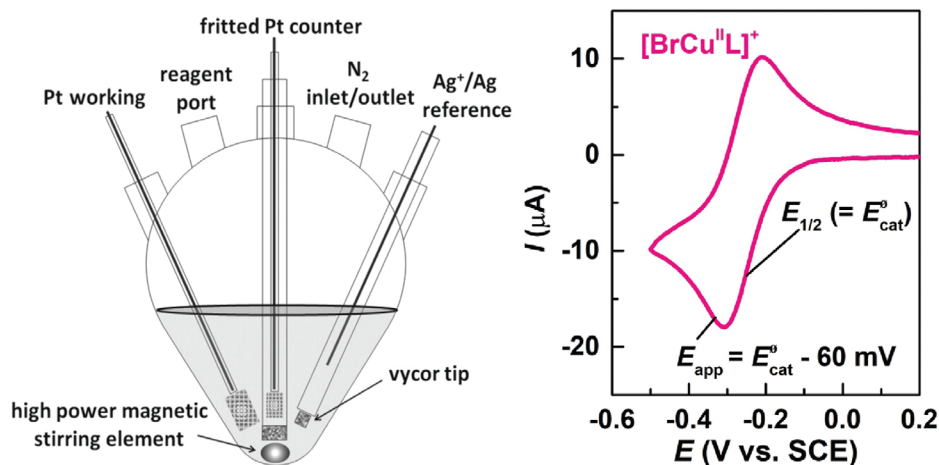 fritted Pt counter
reagent
port
N₂
inlet/outlet
Pt working
Ag⁺/Ag
reference
vycor tip
high power magnetic
stirring element
[BrCuᴵᴵL]⁺
10
0
-10
-20
I (μA)
E1/2 (= E°cat)
Eapp = E°cat - 60 mV
-0.6 -0.4 -0.2 0.0 0.2
E (V vs. SCE)